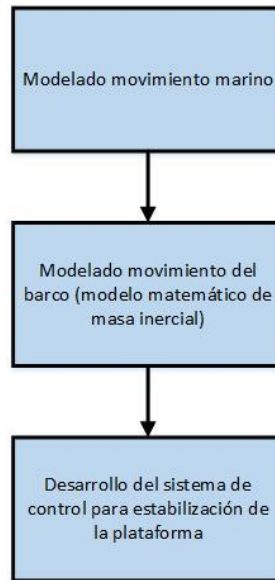 Modelado movimiento marino
Modelado movimiento del
barco (modelo matemático de
masa inercial)
Desarrollo del sistema de
control para estabilización de
la plataforma